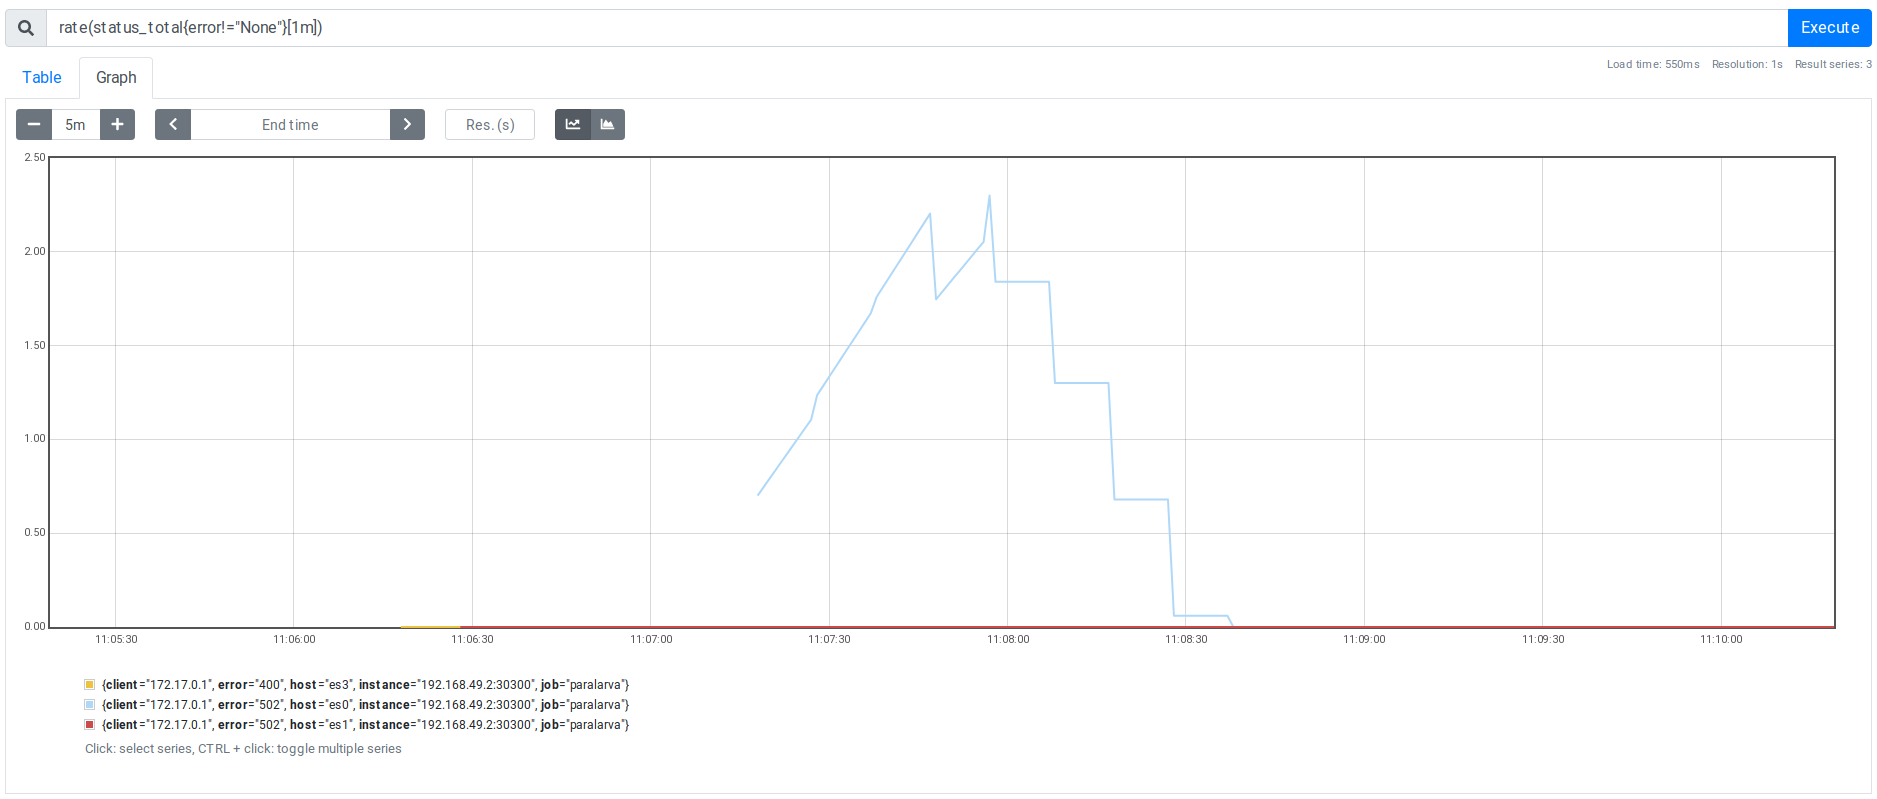 rate(status_total{error!="None"}[1m])
Execute
Table
Graph
Load time: 550ms Resolution: 1s Result series: 3
5m
End time
Res. (s)
2.50
2.00
1.50
1.00
0.50
0.00
11:05:30 11:06:00 11:06:30 11:07:00 11:07:30 11:08:00 11:08:30 11:09:00 11:09:30 11:10:00
{client="172.17.0.1", error="400", host="es3", instance="192.168.49.2:30300", job="paralarva"}
{client="172.17.0.1", error="502", host="es0", instance="192.168.49.2:30300", job="paralarva"}
{client="172.17.0.1", error="502", host="es1", instance="192.168.49.2:30300", job="paralarva"}
Click: select series, CTRL + click: toggle multiple series